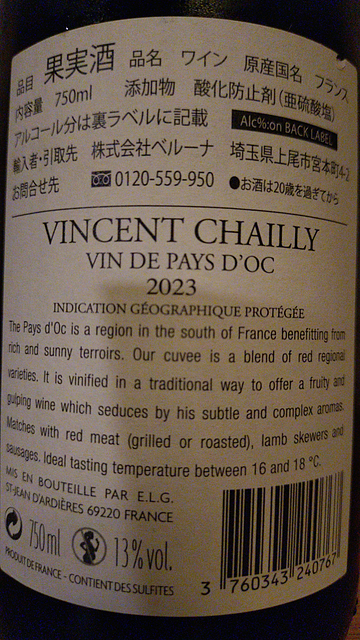 品目 果実酒 品名 ワイン 原産国名 フランス
内容量 750ml 添加物 酸化防止剤(亜硫酸塩)
アルコール分は裏ラベルに記載 Alc%:on BACK LABEL
輸入者・引取先 株式会社ベルーナ 埼玉県上尾市宮本町4-2
お問合せ先 0120-559-950 ●お酒は20歳を過ぎてから
VINCENT CHAILLY
VIN DE PAYS D'OC
2023
INDICATION GÉOGRAPHIQUE PROTÉGÉE
The Pays d'Oc is a region in the south of France benefitting from
rich and sunny terroirs. Our cuvee is a blend of red regional
varieties. It is vinified in a traditional way to offer a fruity and
gulping wine which seduces by his subtle and complex aromas.
Matches with red meat (grilled or roasted), lamb skewers and
sausages. Ideal tasting temperature between 16 and 18 °C.
MIS EN BOUTEILLE PAR E.L.G.
ST-JEAN D'ARDIÈRES 69220 FRANCE
750ml 13%vol.
PRODUIT DE FRANCE - CONTIENT DES SULFITES
3 760343 240767